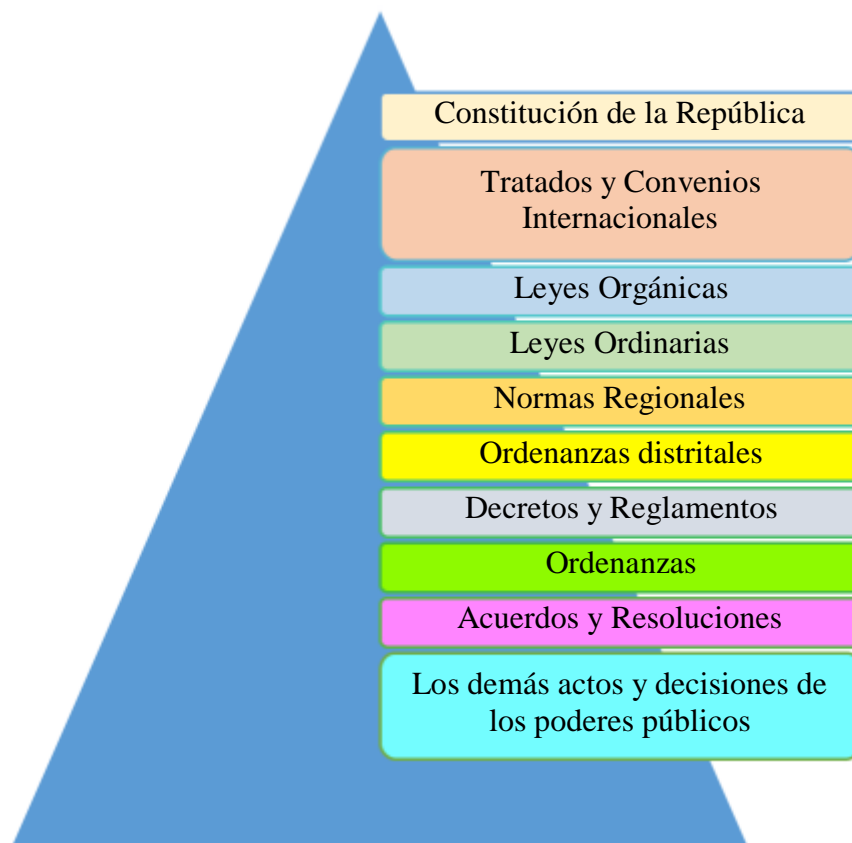 Constitución de la República
Tratados y Convenios
Internacionales
Leyes Orgánicas
Leyes Ordinarias
Normas Regionales
Ordenanzas distritales
Decretos y Reglamentos
Ordenanzas
Acuerdos y Resoluciones
Los demás actos y decisiones de
los poderes públicos